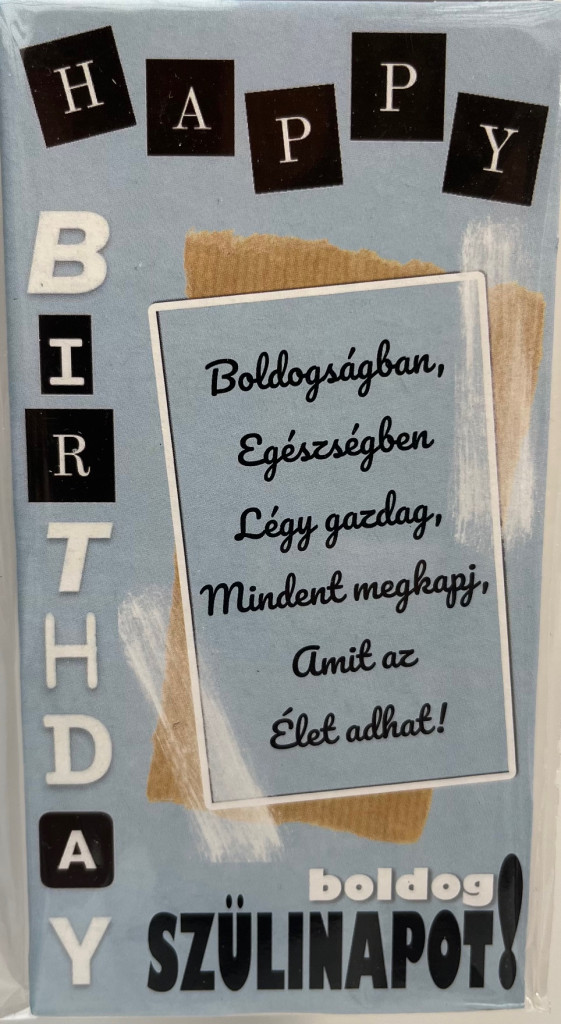 HAPPY
BIRTHDAY
Boldogságban,
Egészségben
Légy gazdag,
Mindent megkapj,
Amit az
Élet adhat!
boldog
SZÜLINAPOT!